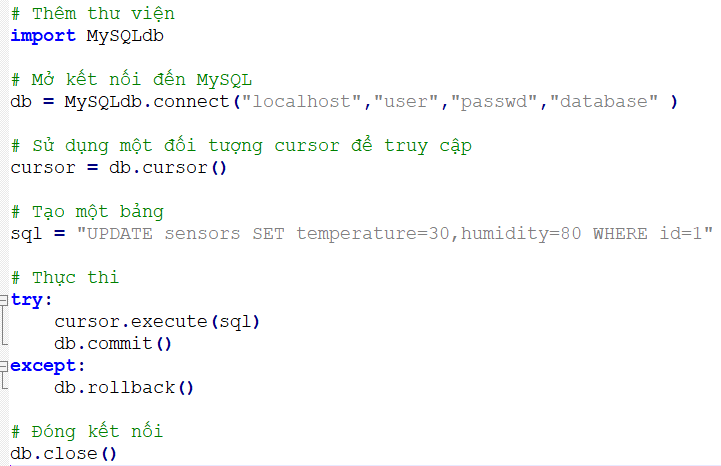 # Thêm thư viện
import MySQLdb
# Mở kết nối đến MySQL
db = MySQLdb.connect("localhost","user","passwd","database" )
# Sử dụng một đối tượng cursor để truy cập
cursor = db.cursor()
# Tạo một bảng
sql = "UPDATE sensors SET temperature=30,humidity=80 WHERE id=1"
# Thực thi
try:
    cursor.execute(sql)
    db.commit()
except:
    db.rollback()
# Đóng kết nối
db.close()